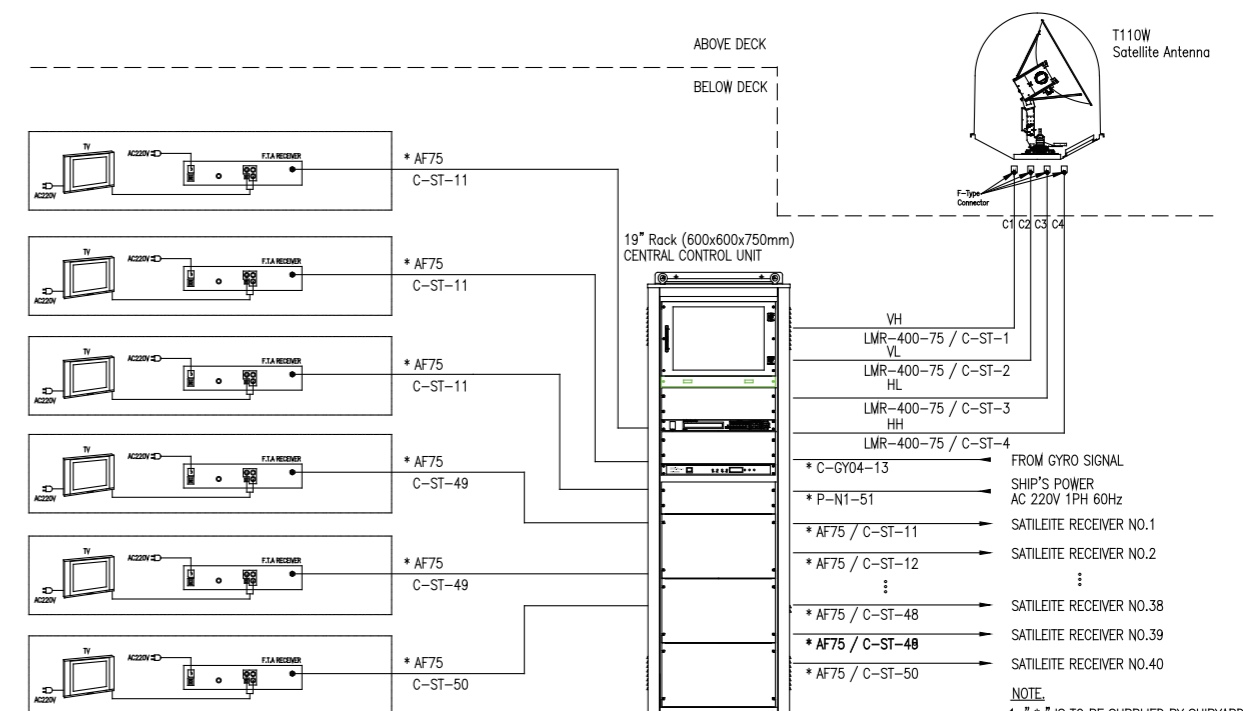 ABOVE DECK
BELOW DECK
T110W
Satellite Antenna
F-Type
Connector
C1 C2 C3 C4
TV
AC220V
AC220V
F.T.A RECEIVER
* AF75
C-ST-11
TV
AC220V
AC220V
F.T.A RECEIVER
* AF75
C-ST-11
TV
AC220V
AC220V
F.T.A RECEIVER
* AF75
C-ST-11
TV
AC220V
AC220V
F.T.A RECEIVER
* AF75
C-ST-49
TV
AC220V
AC220V
F.T.A RECEIVER
* AF75
C-ST-49
TV
AC220V
AC220V
F.T.A RECEIVER
* AF75
C-ST-50
19" Rack (600x600x750mm)
CENTRAL CONTROL UNIT
VH
LMR-400-75 / C-ST-1
VL
LMR-400-75 / C-ST-2
HL
LMR-400-75 / C-ST-3
HH
LMR-400-75 / C-ST-4
* C-GY04-13
FROM GYRO SIGNAL
* P-N1-51
SHIP'S POWER
AC 220V 1PH 60Hz
* AF75 / C-ST-11
SATILEITE RECEIVER NO.1
* AF75 / C-ST-12
SATILEITE RECEIVER NO.2
* AF75 / C-ST-48
SATILEITE RECEIVER NO.38
* AF75 / C-ST-48
SATILEITE RECEIVER NO.39
* AF75 / C-ST-50
SATILEITE RECEIVER NO.40
NOTE.
1. " * " IS TO BE SUPPLIED BY SHIPYARD